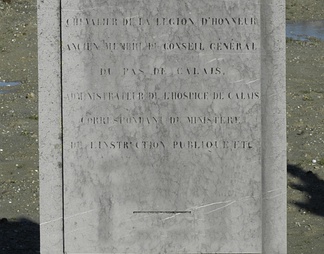 CHEVALIER DE LA LÉGION D'HONNEUR
ANCIEN MEMBRE DU CONSEIL GÉNÉRAL
DU PAS DE CALAIS,
ADMINISTRATEUR DE L'HOSPICE DE CALAIS
CORRESPONDANT DU MINISTÈRE
DE L'INSTRUCTION PUBLIQUE ETC